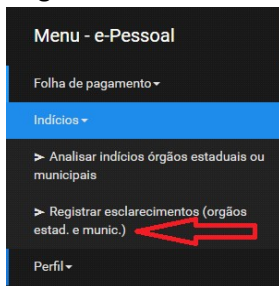 Menu - e-Pessoal
Folha de pagamento
Indícios
➤ Analisar indícios órgãos estaduais ou
municipais
➤ Registrar esclarecimentos (orgãos
estad. e munic.)
Perfil